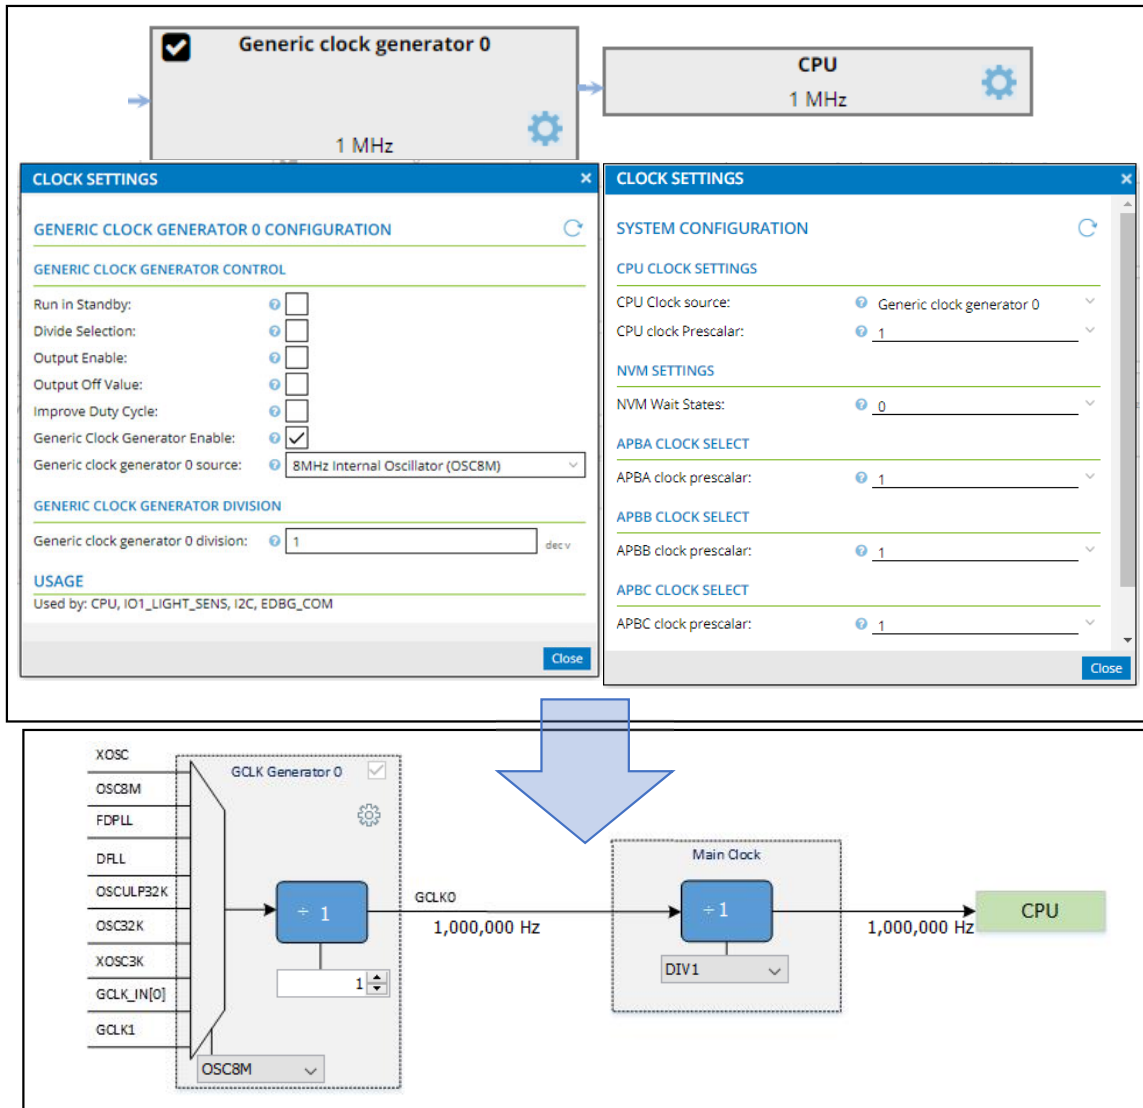 Generic clock generator 0
1 MHz
CPU
1 MHz
CLOCK SETTINGS ×
GENERIC CLOCK GENERATOR 0 CONFIGURATION
GENERIC CLOCK GENERATOR CONTROL
Run in Standby:
Divide Selection:
Output Enable:
Output Off Value:
Improve Duty Cycle:
Generic Clock Generator Enable:
Generic clock generator 0 source: 8MHz Internal Oscillator (OSC8M)
GENERIC CLOCK GENERATOR DIVISION
Generic clock generator 0 division: 1 dec v
USAGE
Used by: CPU, IO1_LIGHT_SENS, I2C, EDBG_COM
Close
CLOCK SETTINGS ×
SYSTEM CONFIGURATION
CPU CLOCK SETTINGS
CPU Clock source: Generic clock generator 0
CPU clock Prescalar: 1
NVM SETTINGS
NVM Wait States: 0
APBA CLOCK SELECT
APBA clock prescalar: 1
APBB CLOCK SELECT
APBB clock prescalar: 1
APBC CLOCK SELECT
APBC clock prescalar: 1
Close
XOSC
OSC8M
FDPLL
DFLL
OSCULP32K
OSC32K
XOSC3K
GCLK_IN[0]
GCLK1
GCLK Generator 0
÷ 1
1
OSC8M
GCLK0
1,000,000 Hz
Main Clock
÷ 1
DIV1
1,000,000 Hz
CPU